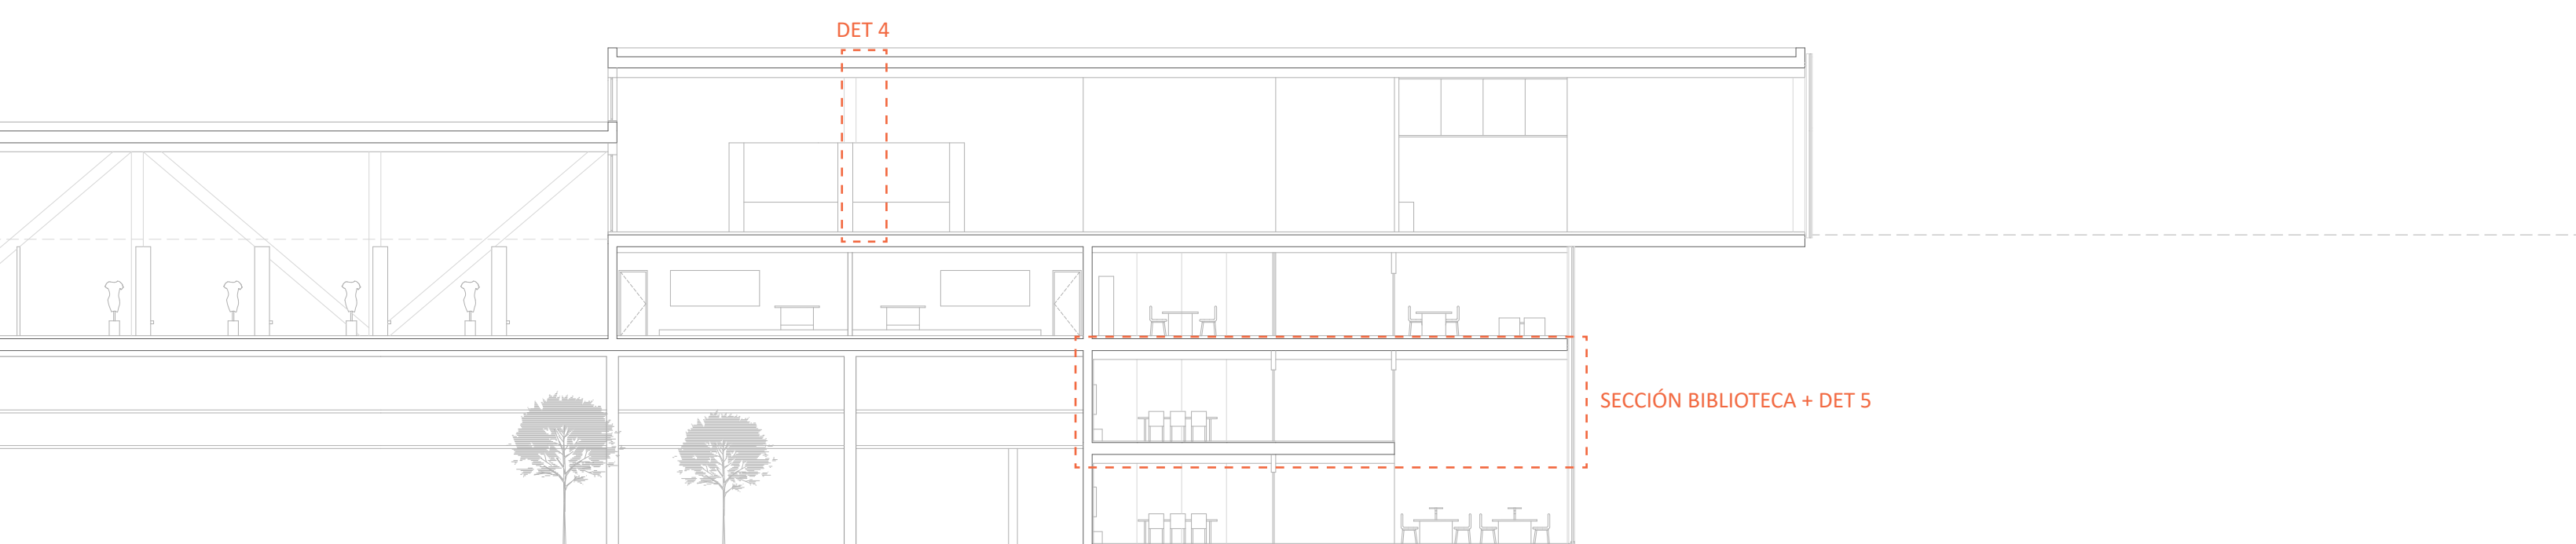 DET 4
SECCIÓN BIBLIOTECA + DET 5